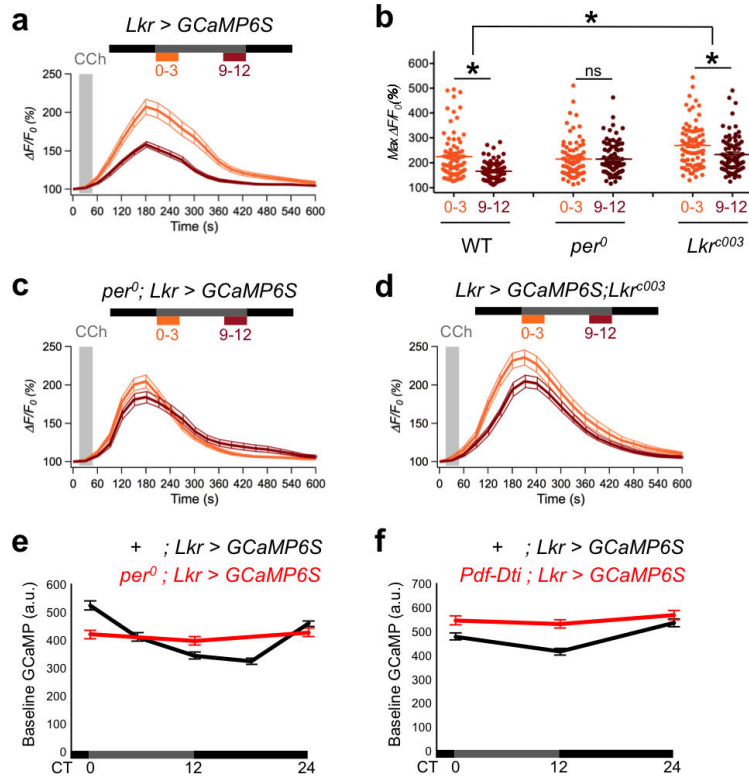 a
Lkr > GCaMP6S
CCh
0-3
9-12
250
200
150
100
ΔF/F0 (%)
0 60 120 180 240 300 360 420 480 540 600
Time (s)
b
*
* ns *
600
500
400
300
200
100
Max ΔF/F0(%)
0-3 9-12 0-3 9-12 0-3 9-12
WT per0 Lkrc003
c
per0; Lkr > GCaMP6S
CCh
0-3
9-12
250
200
150
100
ΔF/F0 (%)
0 60 120 180 240 300 360 420 480 540 600
Time (s)
d
Lkr > GCaMP6S;Lkrc003
CCh
0-3
9-12
250
200
150
100
ΔF/F0 (%)
0 60 120 180 240 300 360 420 480 540 600
Time (s)
e
+ ; Lkr > GCaMP6S
per0 ; Lkr > GCaMP6S
600
500
400
300
200
100
0
Baseline GCaMP (a.u.)
CT 0 12 24
f
+ ; Lkr > GCaMP6S
Pdf-Dti ; Lkr > GCaMP6S
700
600
500
400
300
200
100
0
Baseline GCaMP (a.u.)
CT 0 12 24